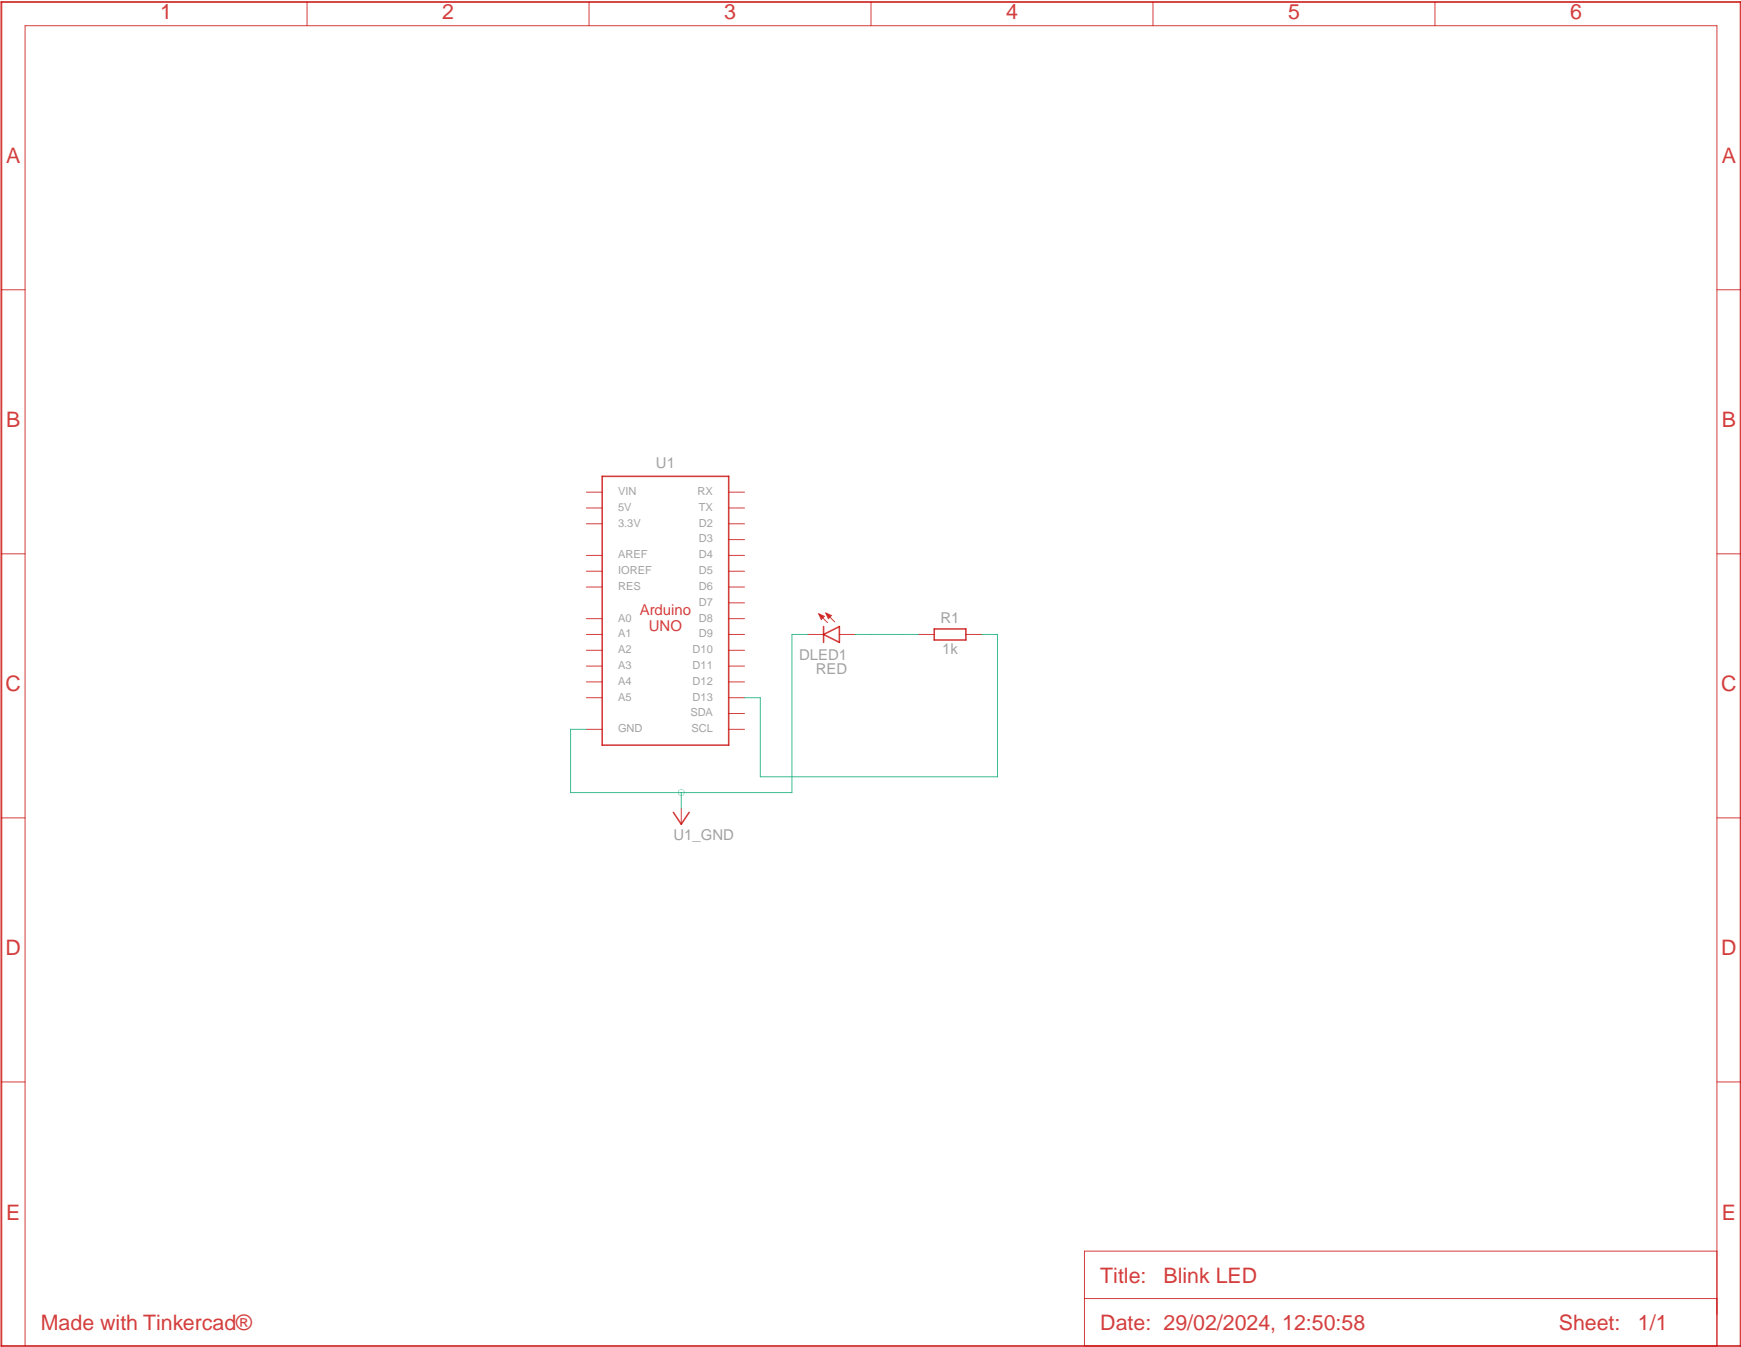 1 2 3 4 5 6
A A
B B
U1
VIN RX
5V TX
3.3V D2
D3
AREF D4
IOREF D5
RES D6
D7
Arduino
A0 D8
UNO
A1 D9
A2 D10
A3 D11
A4 D12
A5 D13
SDA
GND SCL
R1
1k
DLED1
RED
C C
U1_GND
D D
E E
Title: Blink LED
Date: 29/02/2024, 12:50:58 Sheet: 1/1
Made with Tinkercad®